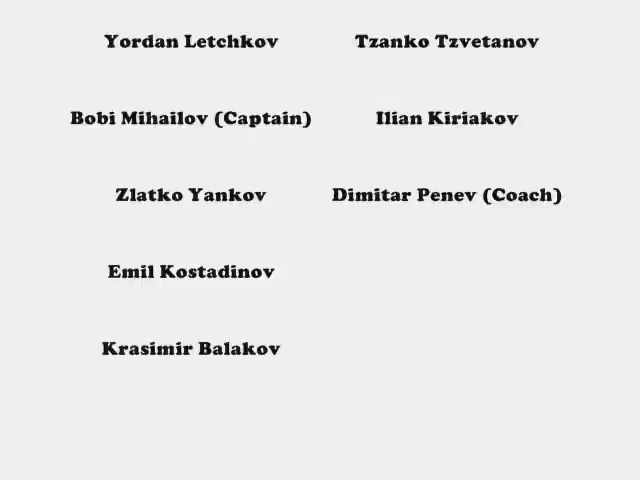 Yordan Letchkov
Bobi Mihailov (Captain)
Zlatko Yankov
Emil Kostadinov
Krasimir Balakov
Tzanko Tzvetanov
Ilian Kiriakov
Dimitar Penev (Coach)